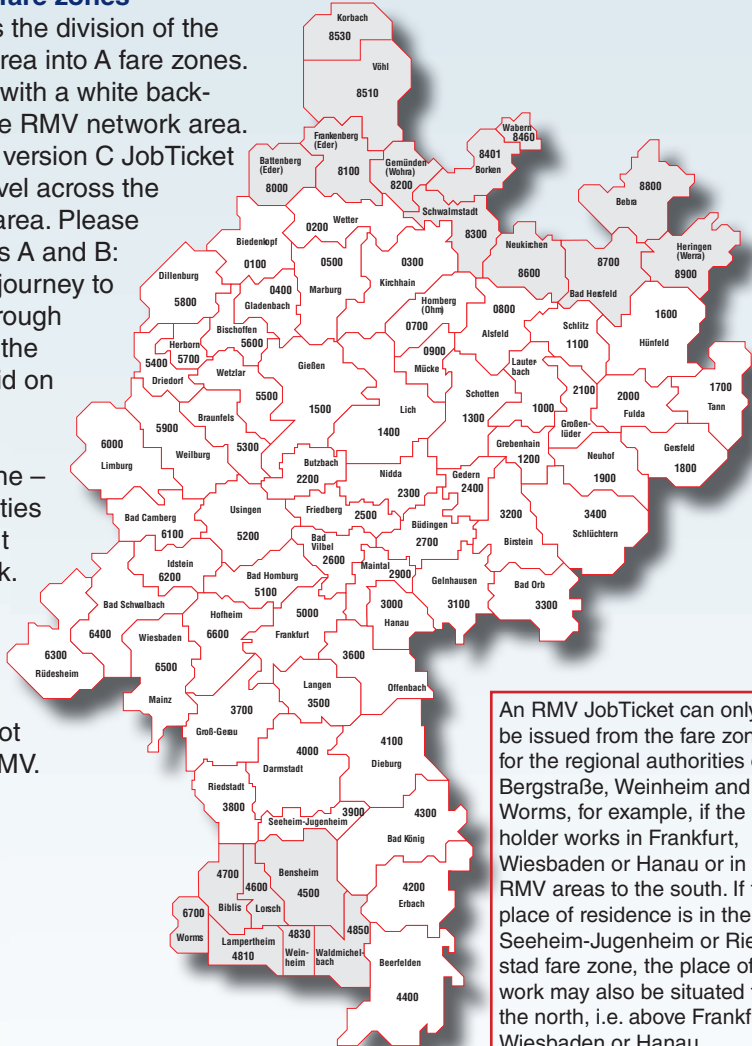 fare zones
s the division of the
rea into A fare zones.
with a white back-
e RMV network area.
version C JobTicket
vel across the
area. Please
s A and B:
journey to
rough
the
id on
ne –
ties
t
k.
ot
MV.
Korbach
8530
Vöhl
8510
Frankenberg
(Eder)
8100
Battenberg
(Eder)
8000
Gemünden
(Wohra)
8200
Wabern
8460
8401
Borken
Schwalmstadt
8300
8800
Bebra
Neukirchen
8600
8700
Bad Hersfeld
Heringen
(Werra)
8900
Wetter
0200
Biedenkopf
0100
0500
Marburg
0300
Kirchhain
Dillenburg
5800
0400
Gladenbach
Homberg
(Ohm)
0700
0800
Alsfeld
Schlitz
1100
1600
Hünfeld
Bischoffen
5600
Herborn
5700
5400
Driedorf
Wetzlar
5500
Gießen
1500
0900
Mücke
Lauter-
bach
1000
2100
Großen-
lüder
2000
Fulda
1700
Tann
Schotten
1300
Lich
1400
5900
Weilburg
Braunfels
5300
6000
Limburg
Grebenhain
1200
Neuhof
1900
Gersfeld
1800
Butzbach
2200
Nidda
2300
Gedern
2400
Friedberg
2500
Usingen
5200
Bad Camberg
6100
Bad
Vilbel
2600
Büdingen
2700
3200
Birstein
3400
Schlüchtern
Idstein
6200
Bad Homburg
5100
Maintal
2900
Gelnhausen
3100
Bad Orb
3300
Bad Schwalbach
6400
Hofheim
6600
5000
Frankfurt
3000
Hanau
6300
Rüdesheim
Wiesbaden
6500
Mainz
3600
Offenbach
Langen
3500
3700
Groß-Gerau
4000
Darmstadt
4100
Dieburg
Riedstadt
3800
3900
Seeheim-Jugenheim
4300
Bad König
Bensheim
4500
4700
Biblis
4600
Lorsch
4200
Erbach
6700
Worms
Lampertheim
4810
4830
Wein-
heim
4850
Waldmichel-
bach
Beerfelden
4400
An RMV JobTicket can only
be issued from the fare zon
for the regional authorities
Bergstraße, Weinheim and
Worms, for example, if the
holder works in Frankfurt,
Wiesbaden or Hanau or in
RMV areas to the south. If
place of residence is in the
Seeheim-Jugenheim or Rie
stad fare zone, the place of
work may also be situated
the north, i.e. above Frankf
Wiesbaden or Hanau